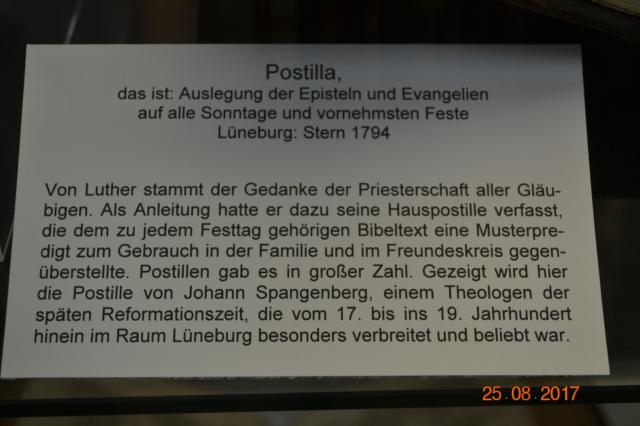 Postilla,
das ist: Auslegung der Episteln und Evangelien
auf alle Sonntage und vornehmsten Feste
Lüneburg: Stern 1794
Von Luther stammt der Gedanke der Priesterschaft aller Gläu-
bigen. Als Anleitung hatte er dazu seine Hauspostille verfasst,
die dem zu jedem Festtag gehörigen Bibeltext eine Musterpre-
digt zum Gebrauch in der Familie und im Freundeskreis gegen-
überstellte. Postillen gab es in großer Zahl. Gezeigt wird hier
die Postille von Johann Spangenberg, einem Theologen der
späten Reformationszeit, die vom 17. bis ins 19. Jahrhundert
hinein im Raum Lüneburg besonders verbreitet und beliebt war.
25.08.2017